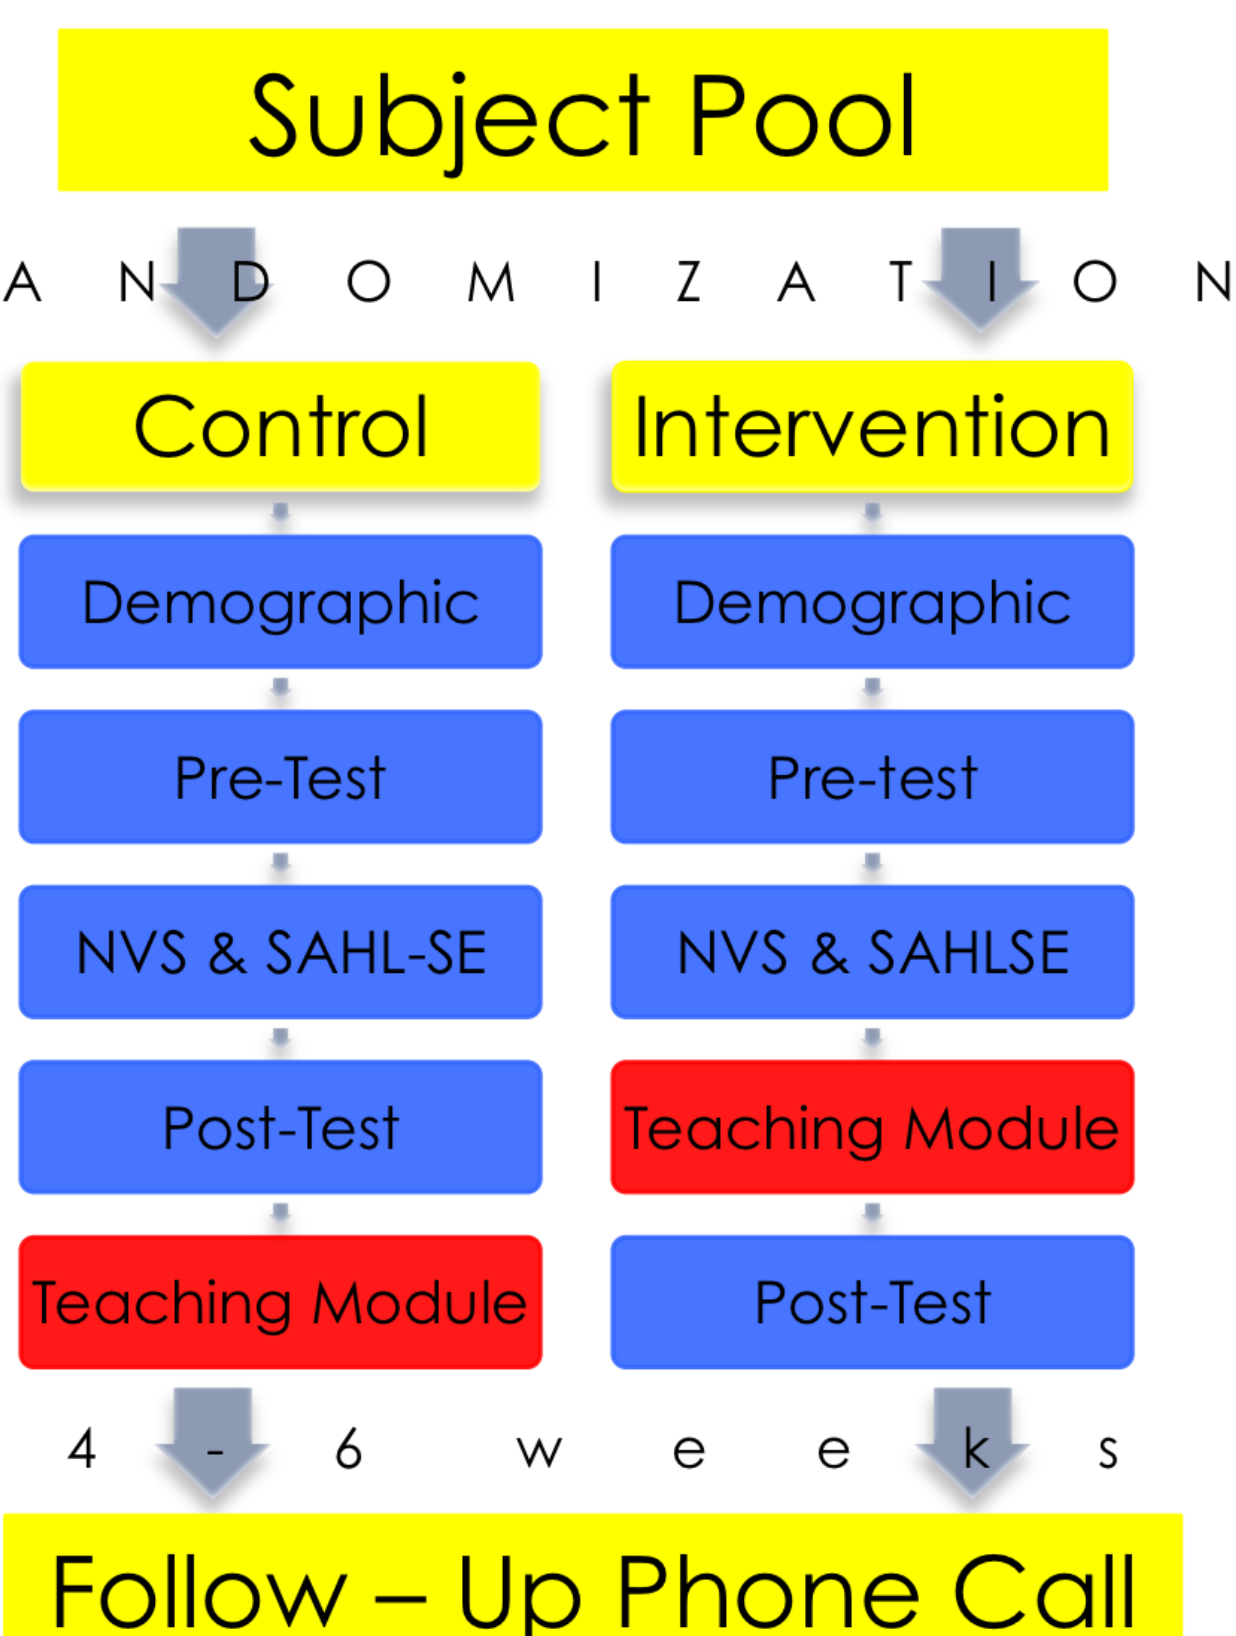 Subject Pool
A N D O M I Z A T I O N
Control
Intervention
Demographic
Demographic
Pre-Test
Pre-test
NVS & SAHL-SE
NVS & SAHLSE
Post-Test
Teaching Module
Teaching Module
Post-Test
4 - 6 w e e k s
Follow – Up Phone Call